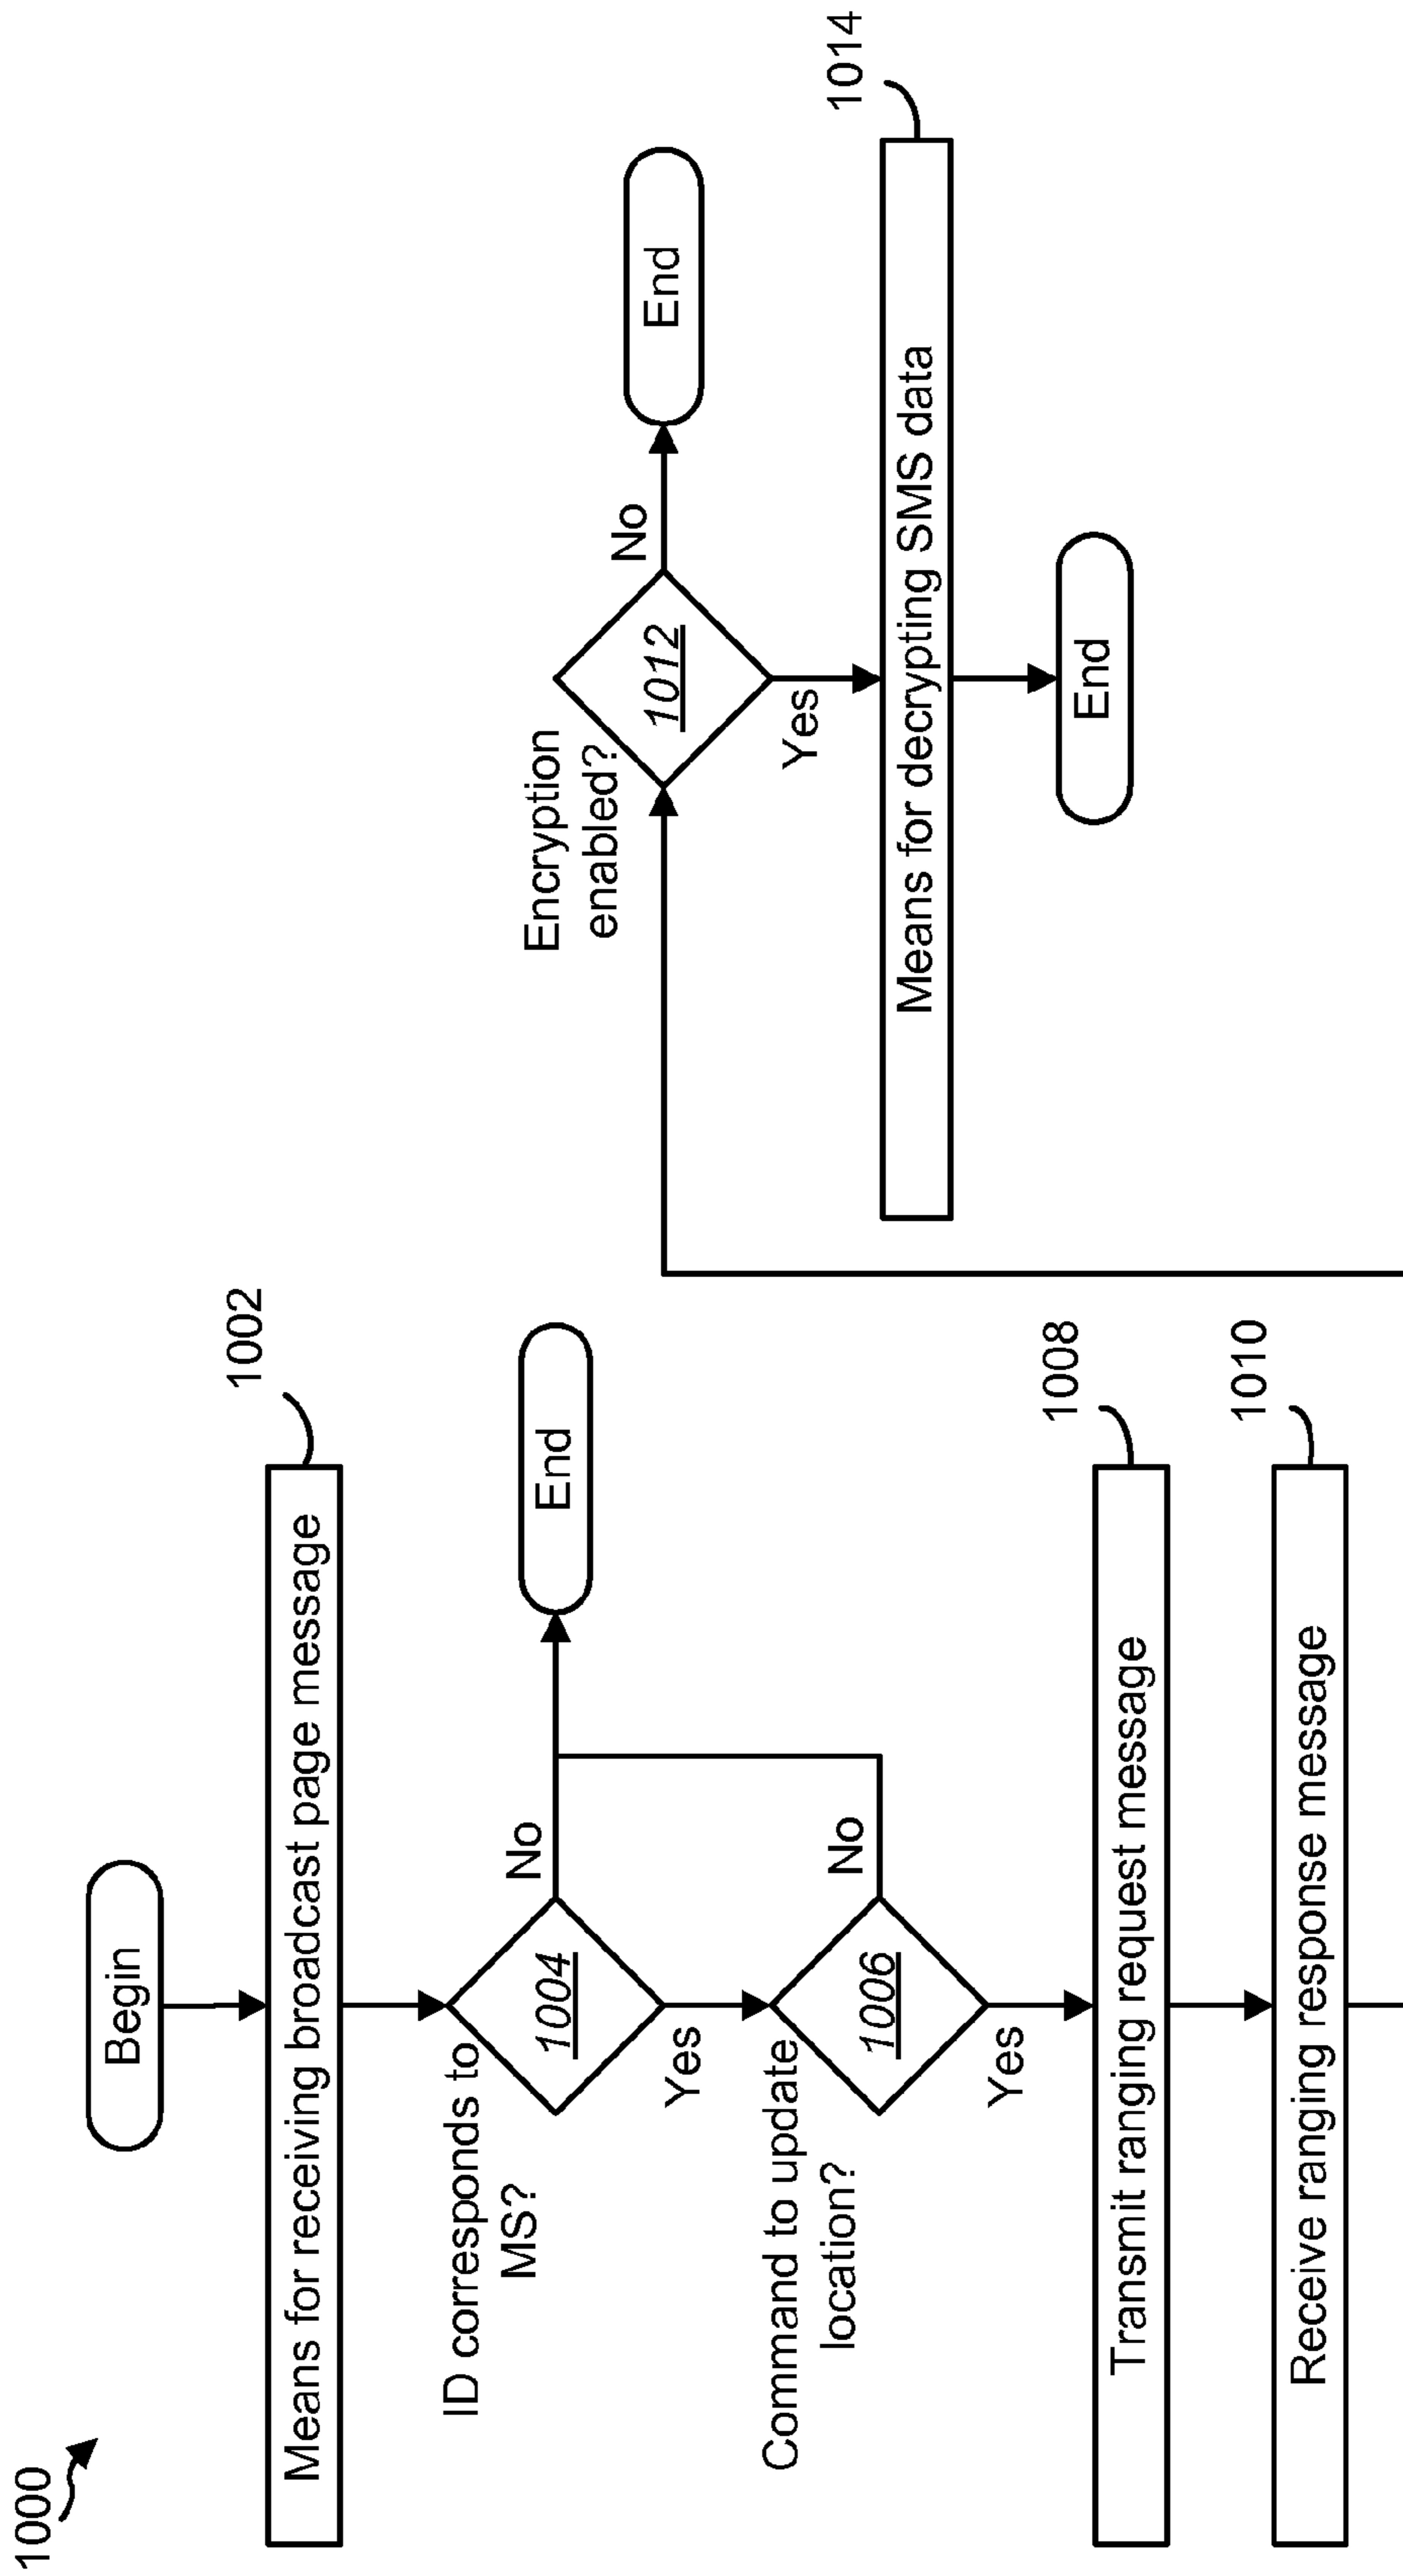 1000
Begin
Means for receiving broadcast page message
1002
ID corresponds to
MS?
1004
No
End
Yes
Command to update
location?
1006
No
Yes
Transmit ranging request message
1008
Receive ranging response message
1010
Encryption
enabled?
1012
No
End
Yes
Means for decrypting SMS data
1014
End